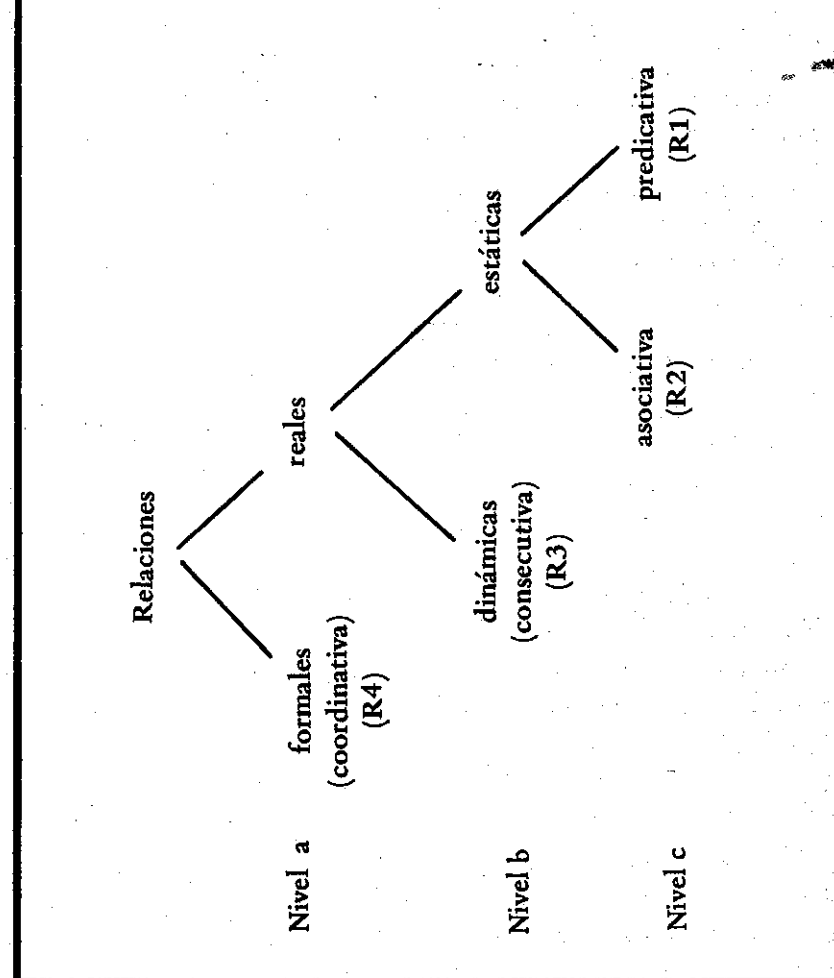 Relaciones
Nivel a
formales
(coordinativa)
(R4)
reales
Nivel b
dinámicas
(consecutiva)
(R3)
estáticas
Nivel c
asociativa
(R2)
predicativa
(R1)